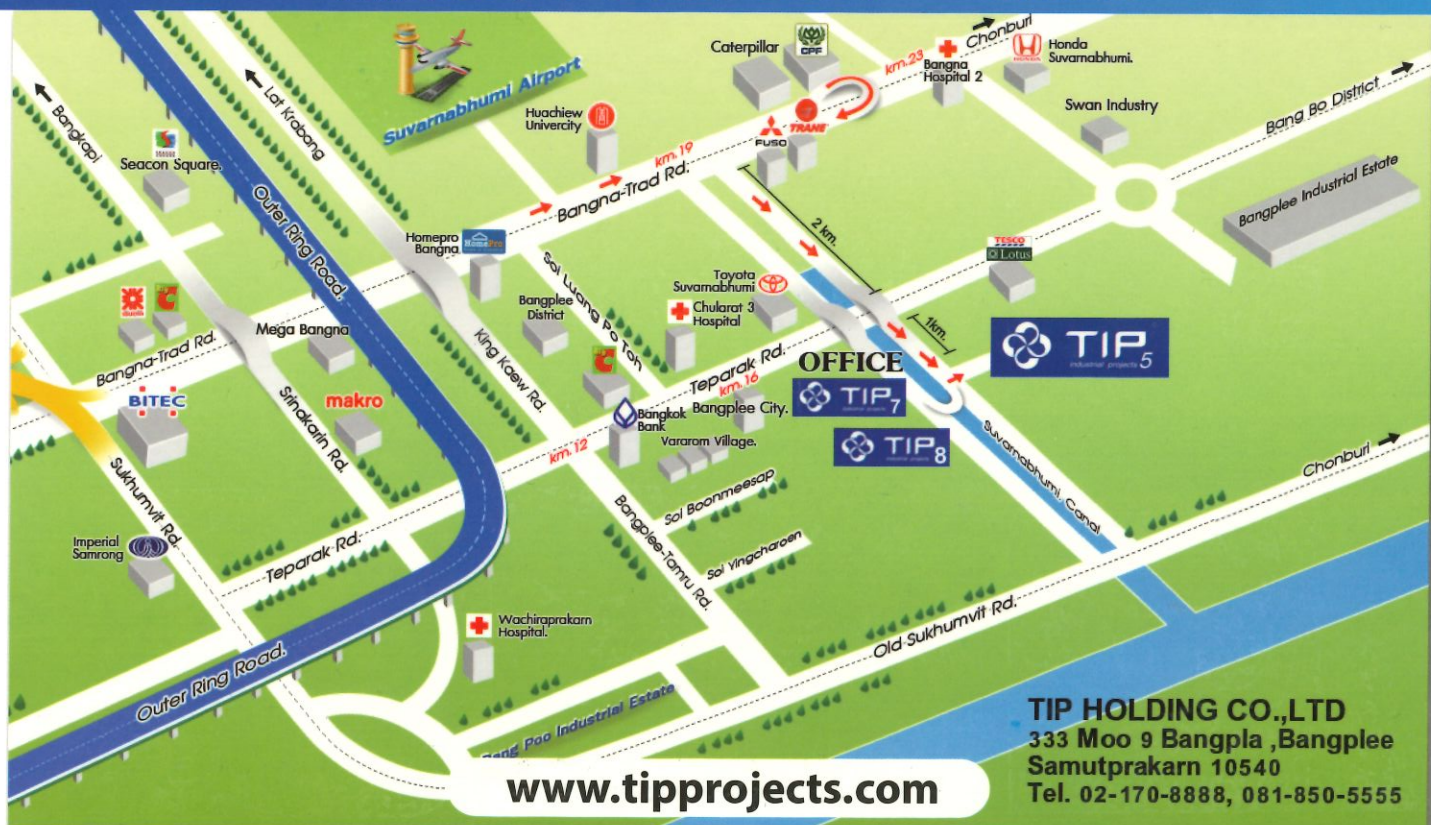 Suvarnabhumi Airport
Bangkapi
Lat Krabang
Seacon Square.
Outer Ring Road.
Huachiew
Univercity
Caterpillar
CPF
km.23
Chonburi
Bangna
Hospital 2
HONDA
Honda
Suvarnabhumi.
Swan Industry
Bang Bo District
Bangplee Industrial Estate
FUSO
TRANE
km.19
Bangna-Trad Rd.
Homepro
Bangna
HomePro
Soi Luang Po Toh
2 km.
TESCO
Lotus
Toyota
Suvarnabhumi
Chularat 3
Hospital
Bangplee
District
Mega Bangna
Bangna-Trad Rd.
BITEC
makro
King Kaew Rd.
Srinakarin Rd.
Sukhumvit Rd.
1km.
TIP 5
industrial projects
OFFICE
TIP 7
TIP 8
Teparak Rd.
km.16
Bangplee City.
Bangkok
Bank
Vararom Village.
km.12
Soi Boonmeesap
Soi Yingcharoen
Suvarnabhumi Canal
Chonburi
Bangplee-Tamru Rd.
Imperial
Samrong
Teparak Rd.
Wachiraprakarn
Hospital.
Old Sukhumvit Rd.
Outer Ring Road.
Poo Industrial Estate
www.tipprojects.com
TIP HOLDING CO.,LTD
333 Moo 9 Bangpla ,Bangplee
Samutprakarn 10540
Tel. 02-170-8888, 081-850-5555